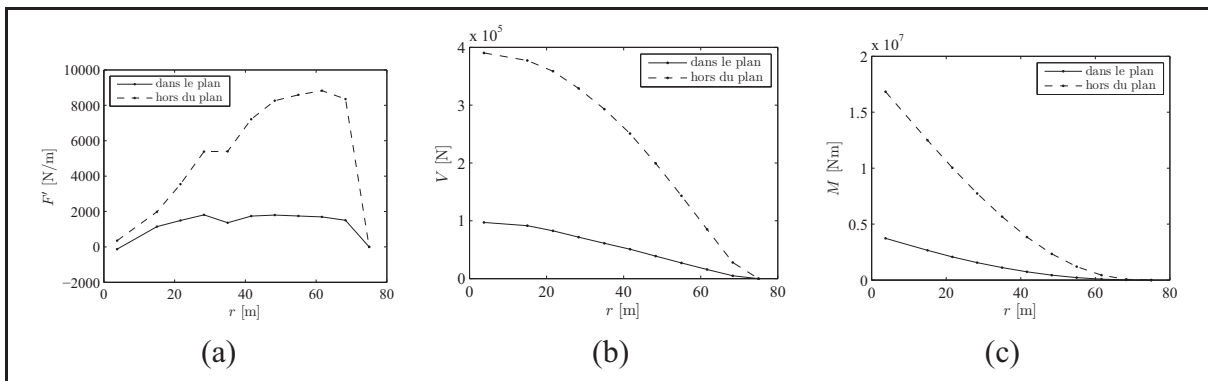 10000
8000
6000
4000
2000
0
−2000
0 20 40 60 80
F′ [N/m]
r [m]
dans le plan
hors du plan
(a)
x 10^5
4
3
2
1
0
0 20 40 60 80
V [N]
r [m]
dans le plan
hors du plan
(b)
x 10^7
2
1.5
1
0.5
0
0 20 40 60 80
M [Nm]
r [m]
dans le plan
hors du plan
(c)